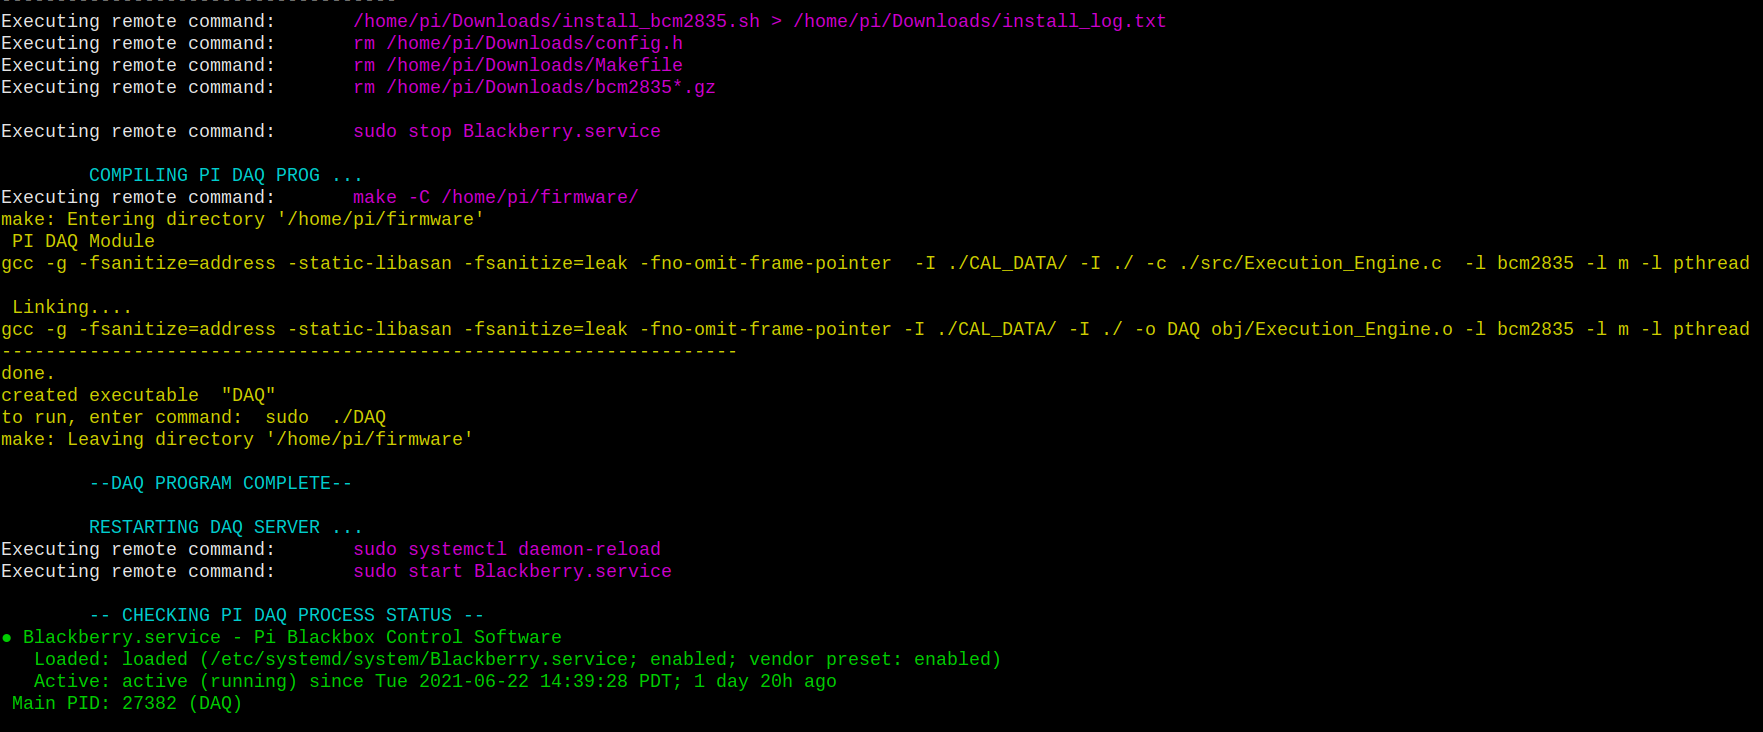 ------------------------------------
Executing remote command:       /home/pi/Downloads/install_bcm2835.sh > /home/pi/Downloads/install_log.txt
Executing remote command:       rm /home/pi/Downloads/config.h
Executing remote command:       rm /home/pi/Downloads/Makefile
Executing remote command:       rm /home/pi/Downloads/bcm2835*.gz
Executing remote command:       sudo stop Blackberry.service
        COMPILING PI DAQ PROG ...
Executing remote command:       make -C /home/pi/firmware/
make: Entering directory '/home/pi/firmware'
 PI DAQ Module
gcc -g -fsanitize=address -static-libasan -fsanitize=leak -fno-omit-frame-pointer  -I ./CAL_DATA/ -I ./ -c ./src/Execution_Engine.c  -l bcm2835 -l m -l pthread
 Linking....
gcc -g -fsanitize=address -static-libasan -fsanitize=leak -fno-omit-frame-pointer -I ./CAL_DATA/ -I ./ -o DAQ obj/Execution_Engine.o -l bcm2835 -l m -l pthread
-------------------------------------------------------------------
done.
created executable  "DAQ"
to run, enter command:  sudo  ./DAQ
make: Leaving directory '/home/pi/firmware'
        --DAQ PROGRAM COMPLETE--
        RESTARTING DAQ SERVER ...
Executing remote command:       sudo systemctl daemon-reload
Executing remote command:       sudo start Blackberry.service
        -- CHECKING PI DAQ PROCESS STATUS --
● Blackberry.service - Pi Blackbox Control Software
   Loaded: loaded (/etc/systemd/system/Blackberry.service; enabled; vendor preset: enabled)
   Active: active (running) since Tue 2021-06-22 14:39:28 PDT; 1 day 20h ago
 Main PID: 27382 (DAQ)